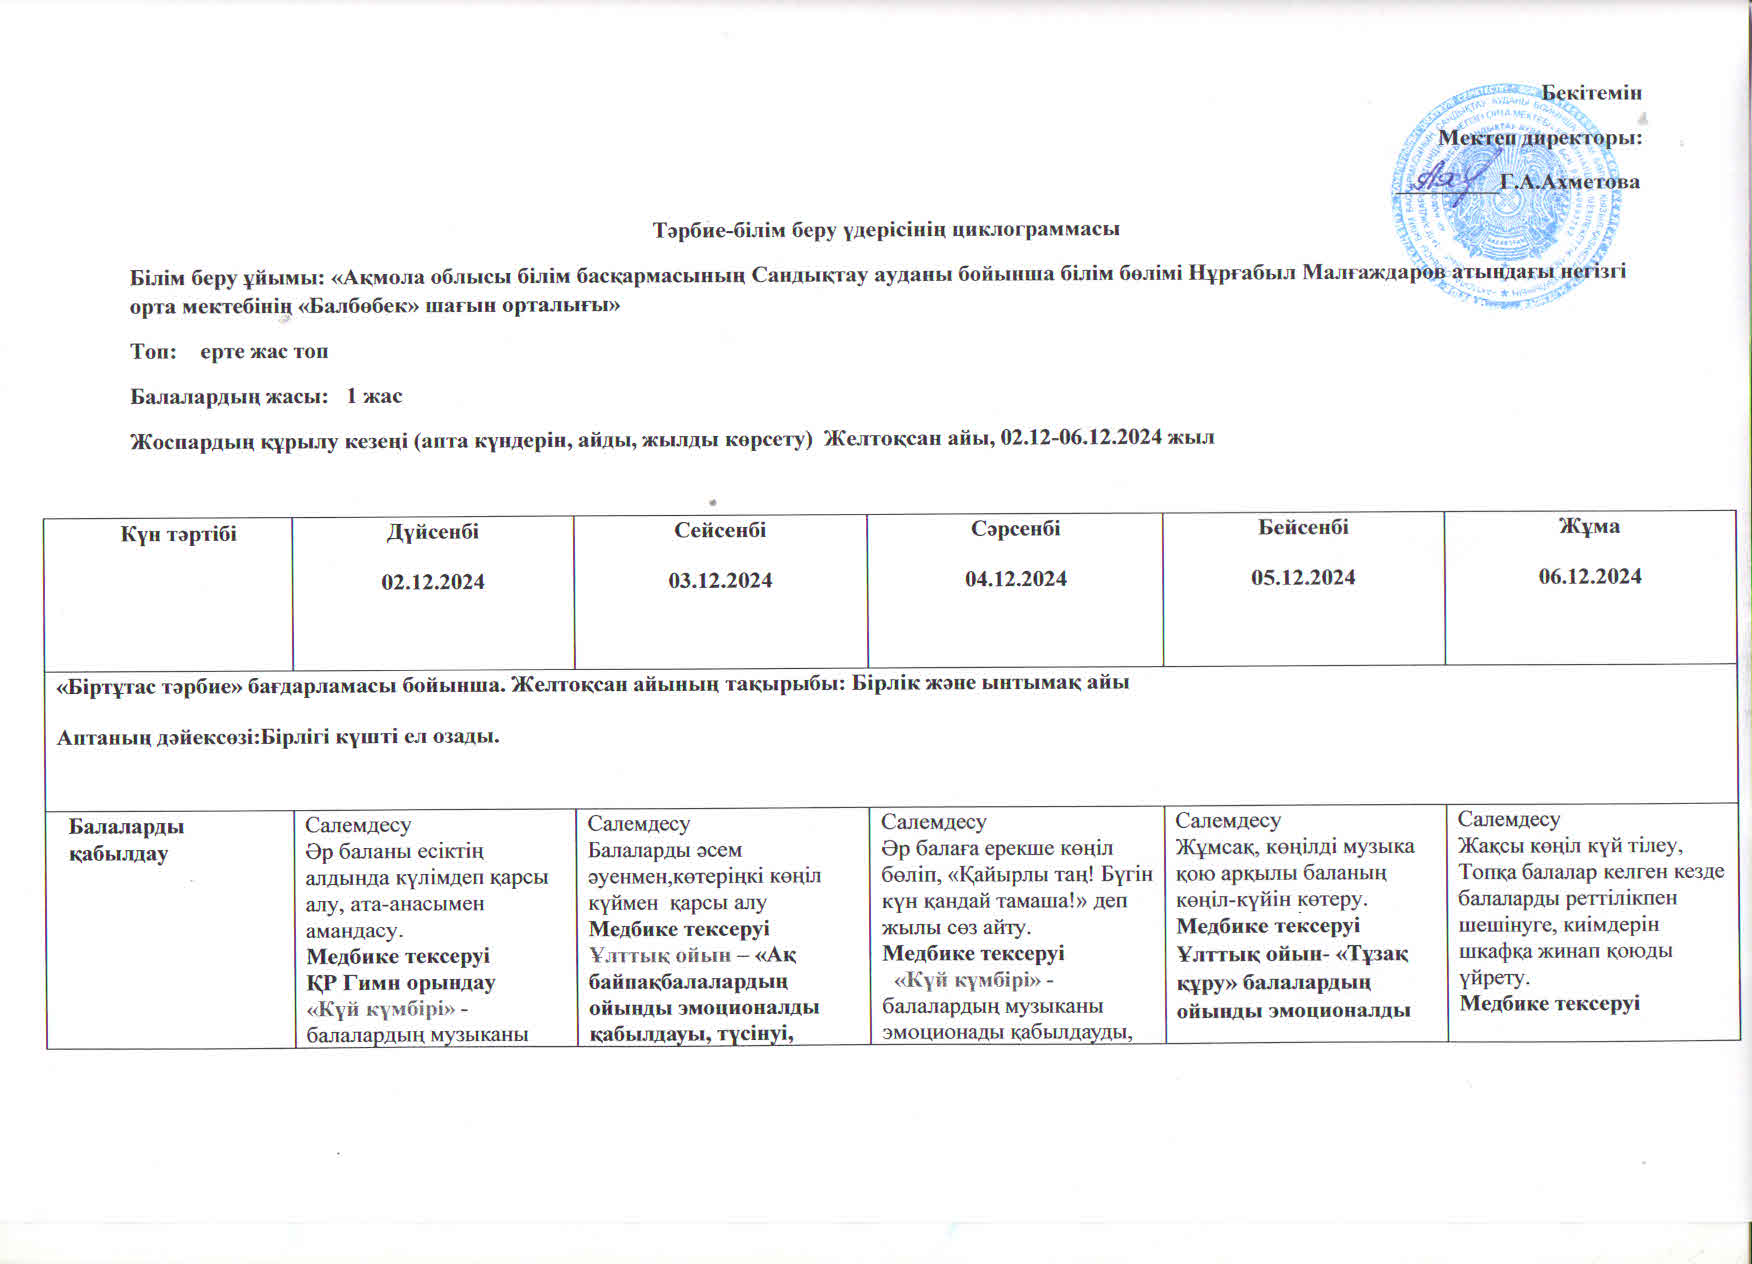 Бекітемін
Мектеп директоры:
Г.А.Ахметова
Тәрбие-білім беру үдерісінің циклограммасы
Білім беру ұйымы: «Ақмола облысы білім басқармасының Сандықтау ауданы бойынша білім бөлімі Нұрғабыл Малғаждаров атындағы негізгі
орта мектебінің «Балбөбек» шағын орталығы»
Топ: ерте жас топ
Балалардың жасы: 1 жас
Жоспардың құрылу кезеңі (апта күндерін, айды, жылды көрсету) Желтоқсан айы, 02.12-06.12.2024 жыл
Күн тәртібі
Дүйсенбі
02.12.2024
Сейсенбі
03.12.2024
Сәрсенбі
04.12.2024
Бейсенбі
05.12.2024
Жұма
06.12.2024
«Біртұтас тәрбие» бағдарламасы бойынша. Желтоқсан айының тақырыбы: Бірлік және ынтымақ айы
Аптаның дәйексөзі:Бірлігі күшті ел озады.
Балаларды
қабылдау
Салемдесу
Әр баланы есіктің
алдында күлімдеп қарсы
алу, ата-анасымен
амандасу.
Медбике тексеруі
ҚР Гимн орындау
«Күй күмбірі» -
балалардың музыканы
Салемдесу
Балаларды әсем
әуенмен,көтеріңкі көңіл
күймен қарсы алу
Медбике тексеруі
Ұлттық ойын – «Ақ
байпақбалалардың
ойынды эмоционалды
қабылдауы, түсінуі,
Салемдесу
Әр балаға ерекше көңіл
бөліп, «Қайырлы таң! Бүгін
күн қандай тамаша!» деп
жылы сөз айту.
Медбике тексеруі
«Күй күмбірі» -
балалардың музыканы
эмоционады қабылдауды,
Салемдесу
Жұмсақ, көңілді музыка
қою арқылы баланың
көңіл-күйін көтеру.
Медбике тексеруі
Ұлттық ойын- «Тұзақ
құру» балалардың
ойынды эмоционалды
Салемдесу
Жақсы көңіл күй тілеу,
Топқа балалар келген кезде
балаларды реттілікпен
шешінуге, киімдерін
шкафқа жинап қоюды
үйрету.
Медбике тексеруі